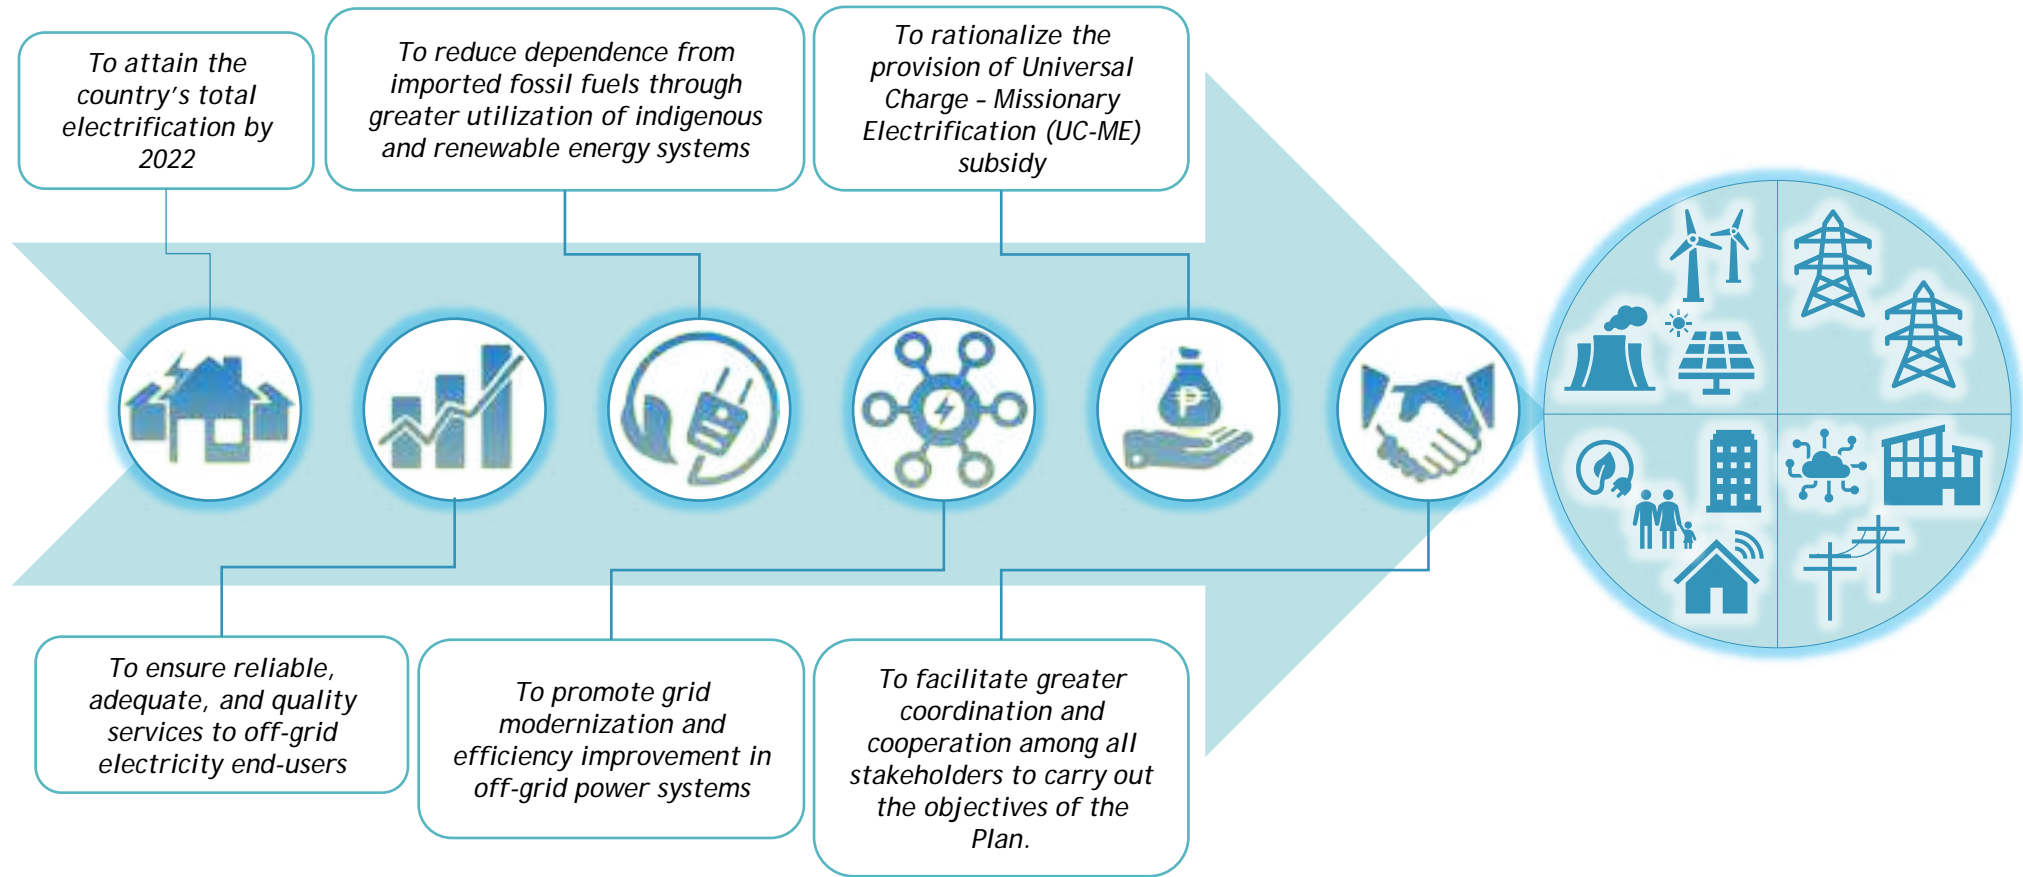 To attain the
country's total
electrification by
2022
To reduce dependence from
imported fossil fuels through
greater utilization of indigenous
and renewable energy systems
To rationalize the
provision of Universal
Charge – Missionary
Electrification (UC-ME)
subsidy
₱
To ensure reliable,
adequate, and quality
services to off-grid
electricity end-users
To promote grid
modernization and
efficiency improvement in
off-grid power systems
To facilitate greater
coordination and
cooperation among all
stakeholders to carry out
the objectives of the
Plan.